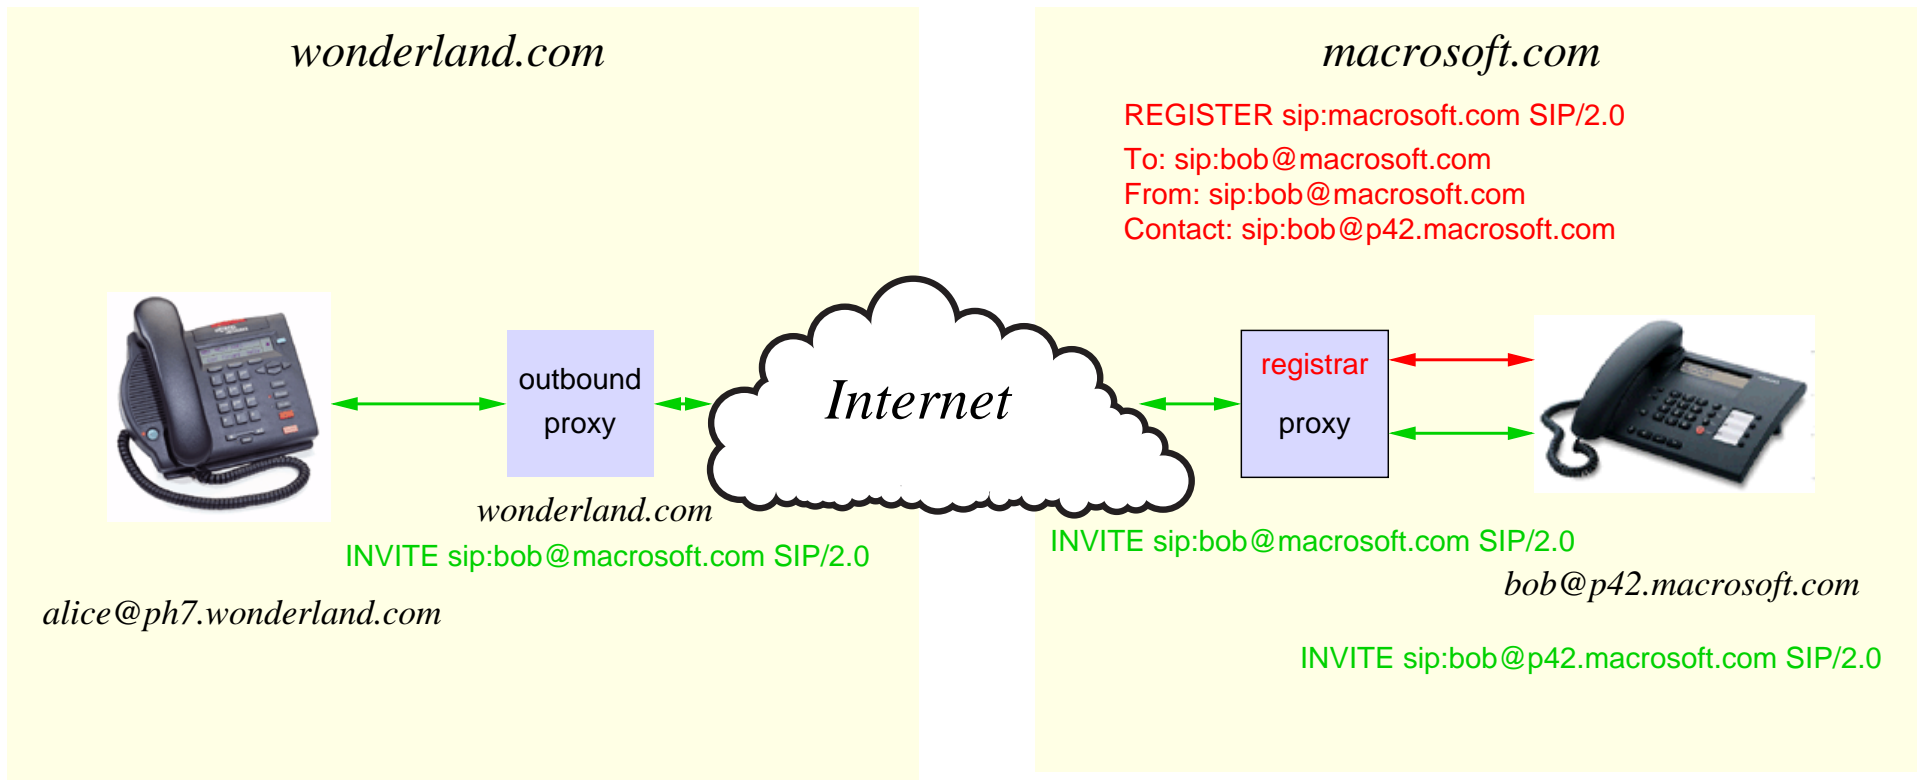 wonderland.com
macrosoft.com
REGISTER sip:macrosoft.com SIP/2.0
To: sip:bob@macrosoft.com
From: sip:bob@macrosoft.com
Contact: sip:bob@p42.macrosoft.com
outbound
proxy
Internet
registrar
proxy
wonderland.com
INVITE sip:bob@macrosoft.com SIP/2.0
INVITE sip:bob@macrosoft.com SIP/2.0
bob@p42.macrosoft.com
alice@ph7.wonderland.com
INVITE sip:bob@p42.macrosoft.com SIP/2.0